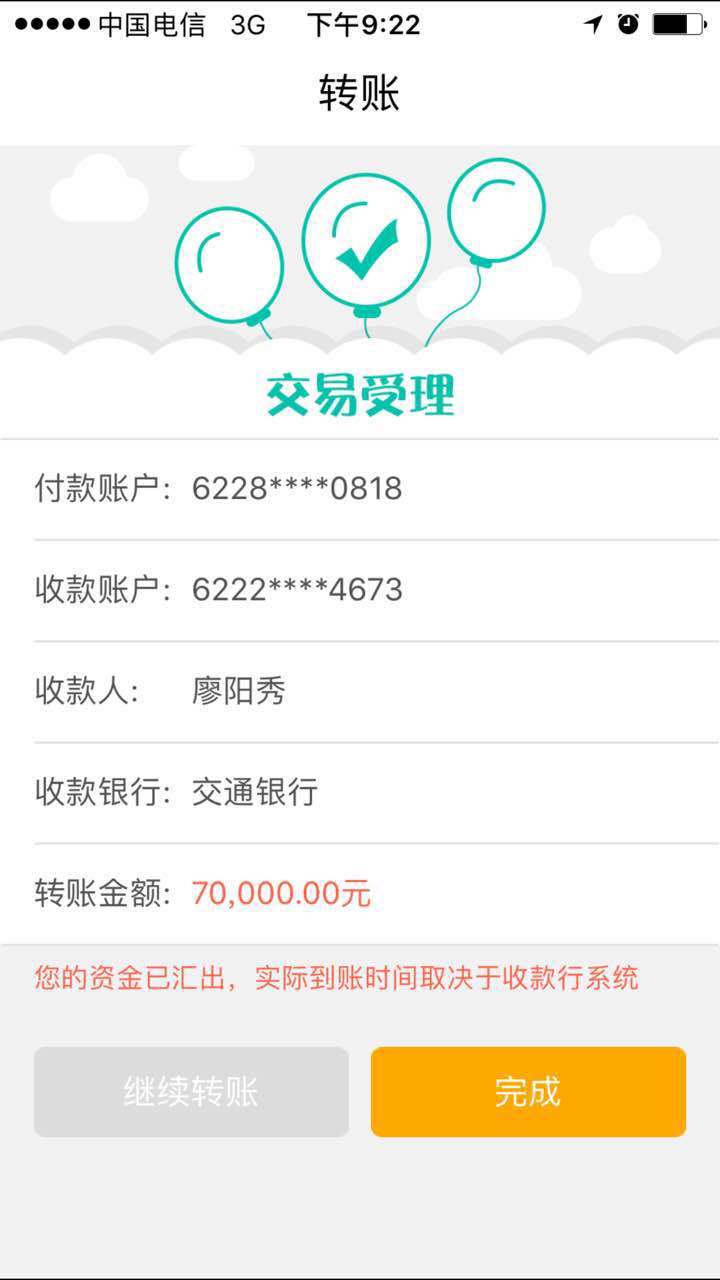 中国电信 3G 下午9:22
转账
交易受理
付款账户: 6228****0818
收款账户: 6222****4673
收款人: 廖阳秀
收款银行: 交通银行
转账金额: 70,000.00元
您的资金已汇出，实际到账时间取决于收款行系统
继续转账 完成